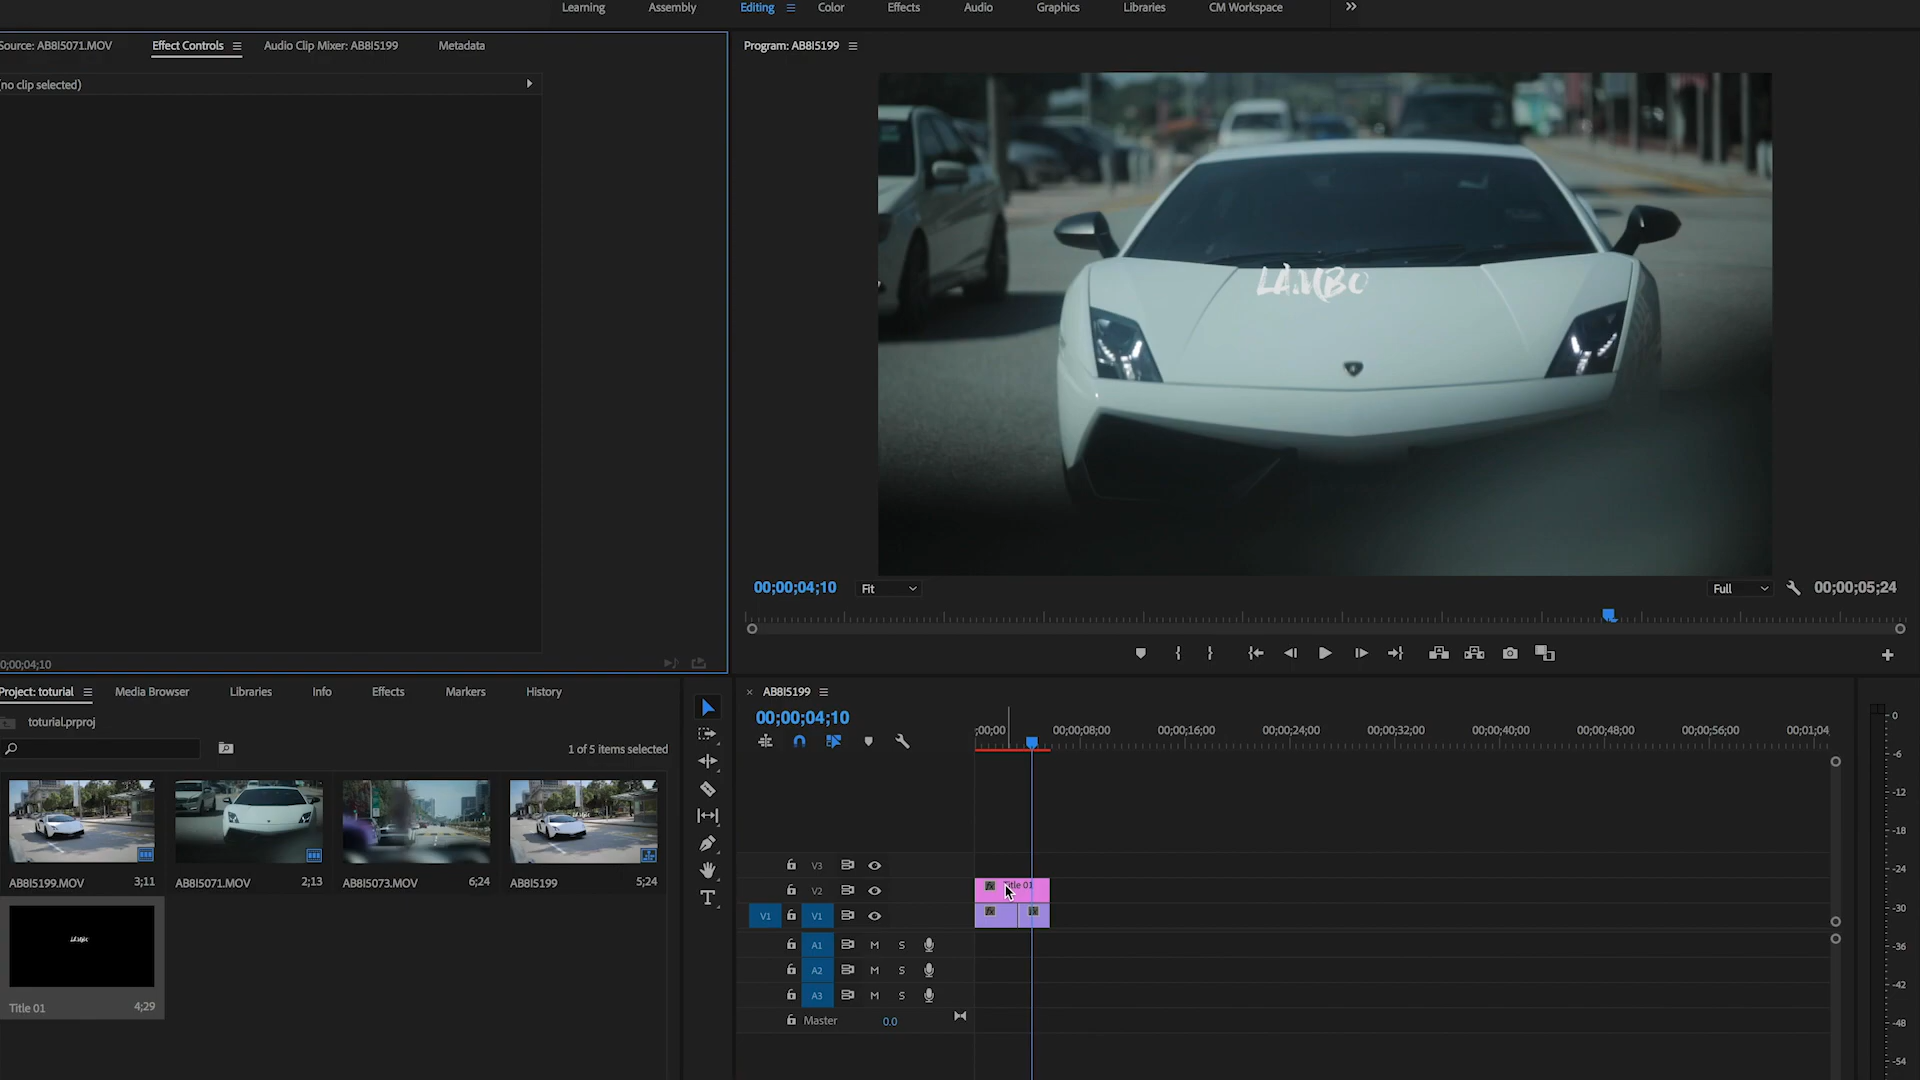 Learning Assembly Editing Color Effects Audio Graphics Libraries CM Workspace
Source: AB8I5071.MOV Effect Controls Audio Clip Mixer: AB8I5199 Metadata
(no clip selected)
0;00;04;10
Program: AB8I5199
LAMBO
00;00;04;10 Fit Full 00;00;05;24
Project: toturial Media Browser Libraries Info Effects Markers History
toturial.prproj
1 of 5 items selected
AB8I5199.MOV 3;11 AB8I5071.MOV 2;13 AB8I5073.MOV 6;24 AB8I5199 5;24
LAMBO
Title 01 4;29
AB8I5199
00;00;04;10
;00;00 00;00;08;00 00;00;16;00 00;00;24;00 00;00;32;00 00;00;40;00 00;00;48;00 00;00;56;00 00;01;04
V3
V2 Title 01
V1 V1
A1 M S
A2 M S
A3 M S
Master 0.0
0
-6
-12
-18
-24
-30
-36
-42
-48
-54